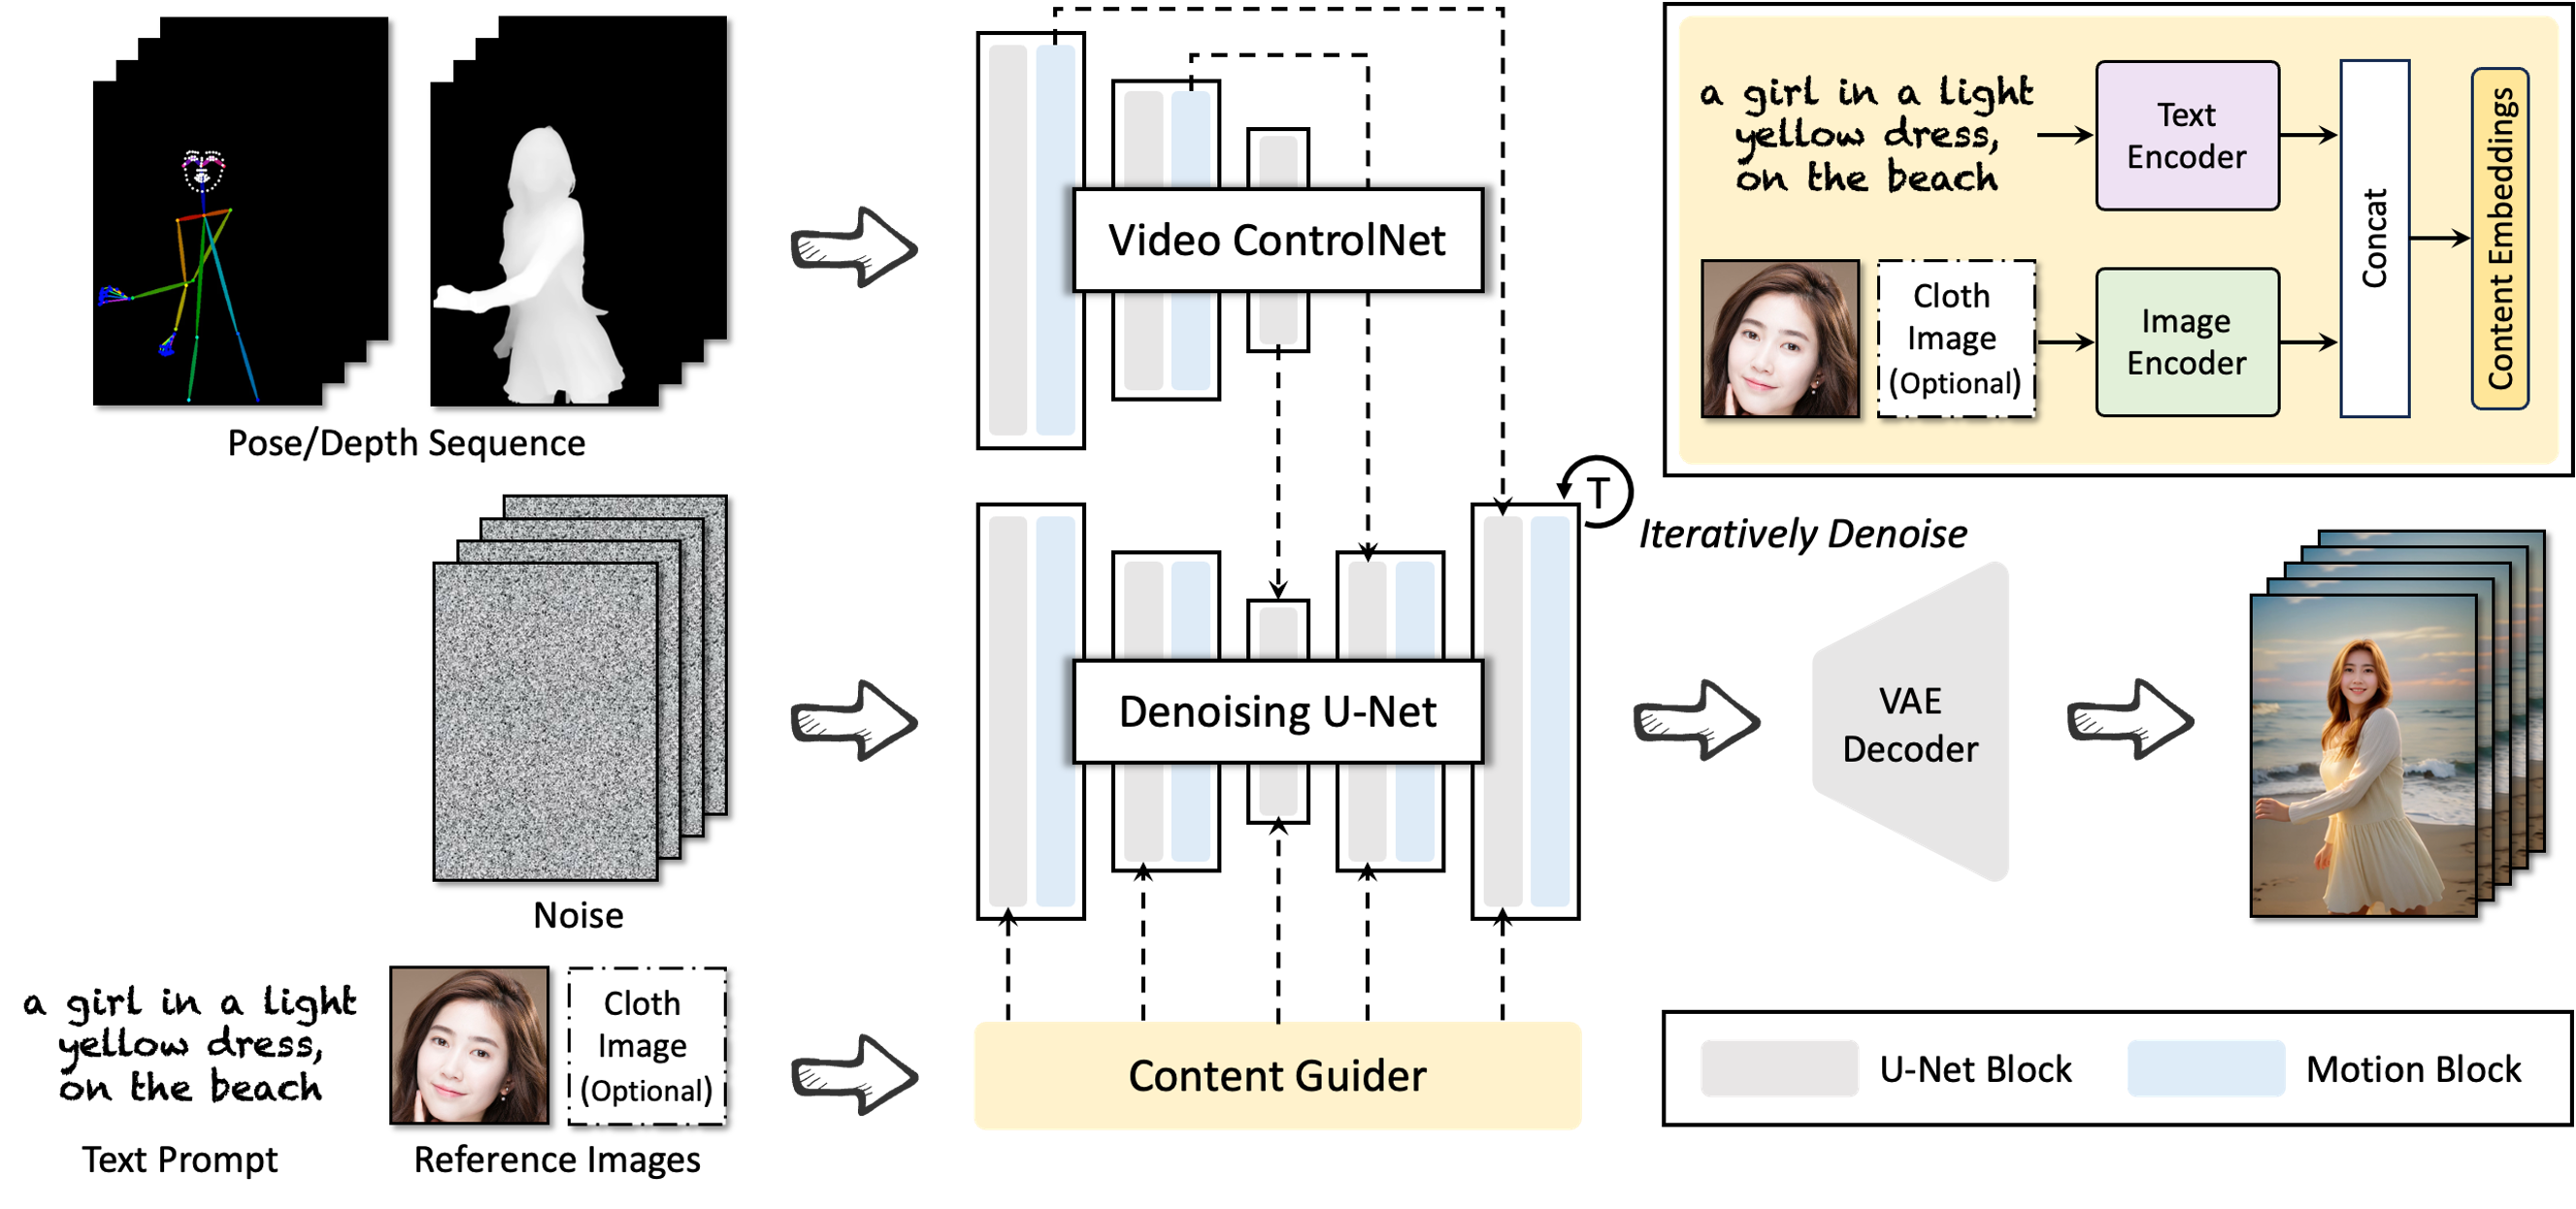 Pose/Depth Sequence
Video ControlNet
a girl in a light
yellow dress,
on the beach
Text
Encoder
Cloth
Image
(Optional)
Image
Encoder
Concat
Content Embeddings
Noise
Denoising U-Net
T
Iteratively Denoise
VAE
Decoder
a girl in a light
yellow dress,
on the beach
Text Prompt
Cloth
Image
(Optional)
Reference Images
Content Guider
U-Net Block
Motion Block